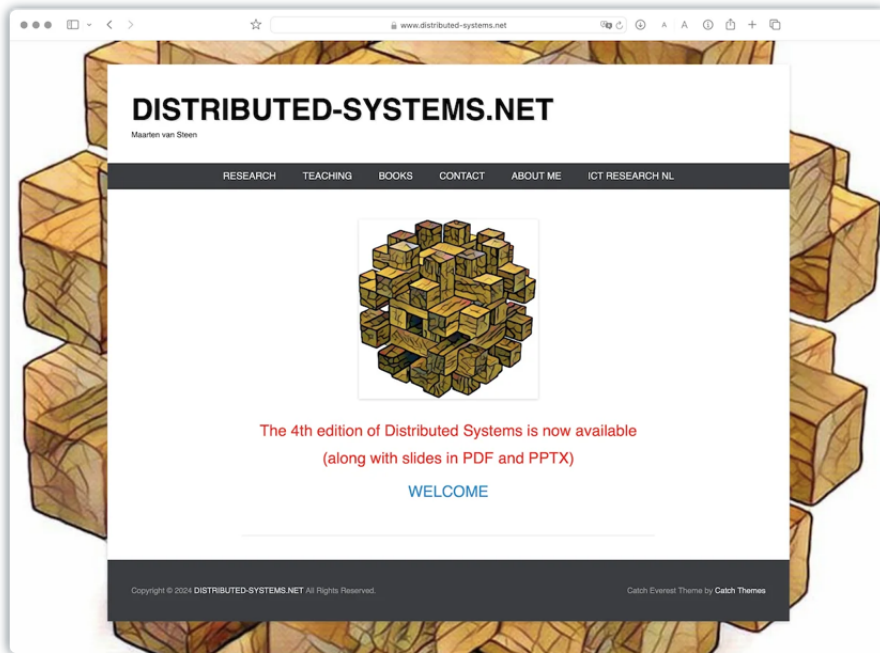 www.distributed-systems.net
A A
DISTRIBUTED-SYSTEMS.NET
Maarten van Steen
RESEARCH TEACHING BOOKS CONTACT ABOUT ME ICT RESEARCH NL
The 4th edition of Distributed Systems is now available
(along with slides in PDF and PPTX)
WELCOME
Copyright © 2024 DISTRIBUTED-SYSTEMS.NET All Rights Reserved.
Catch Everest Theme by Catch Themes